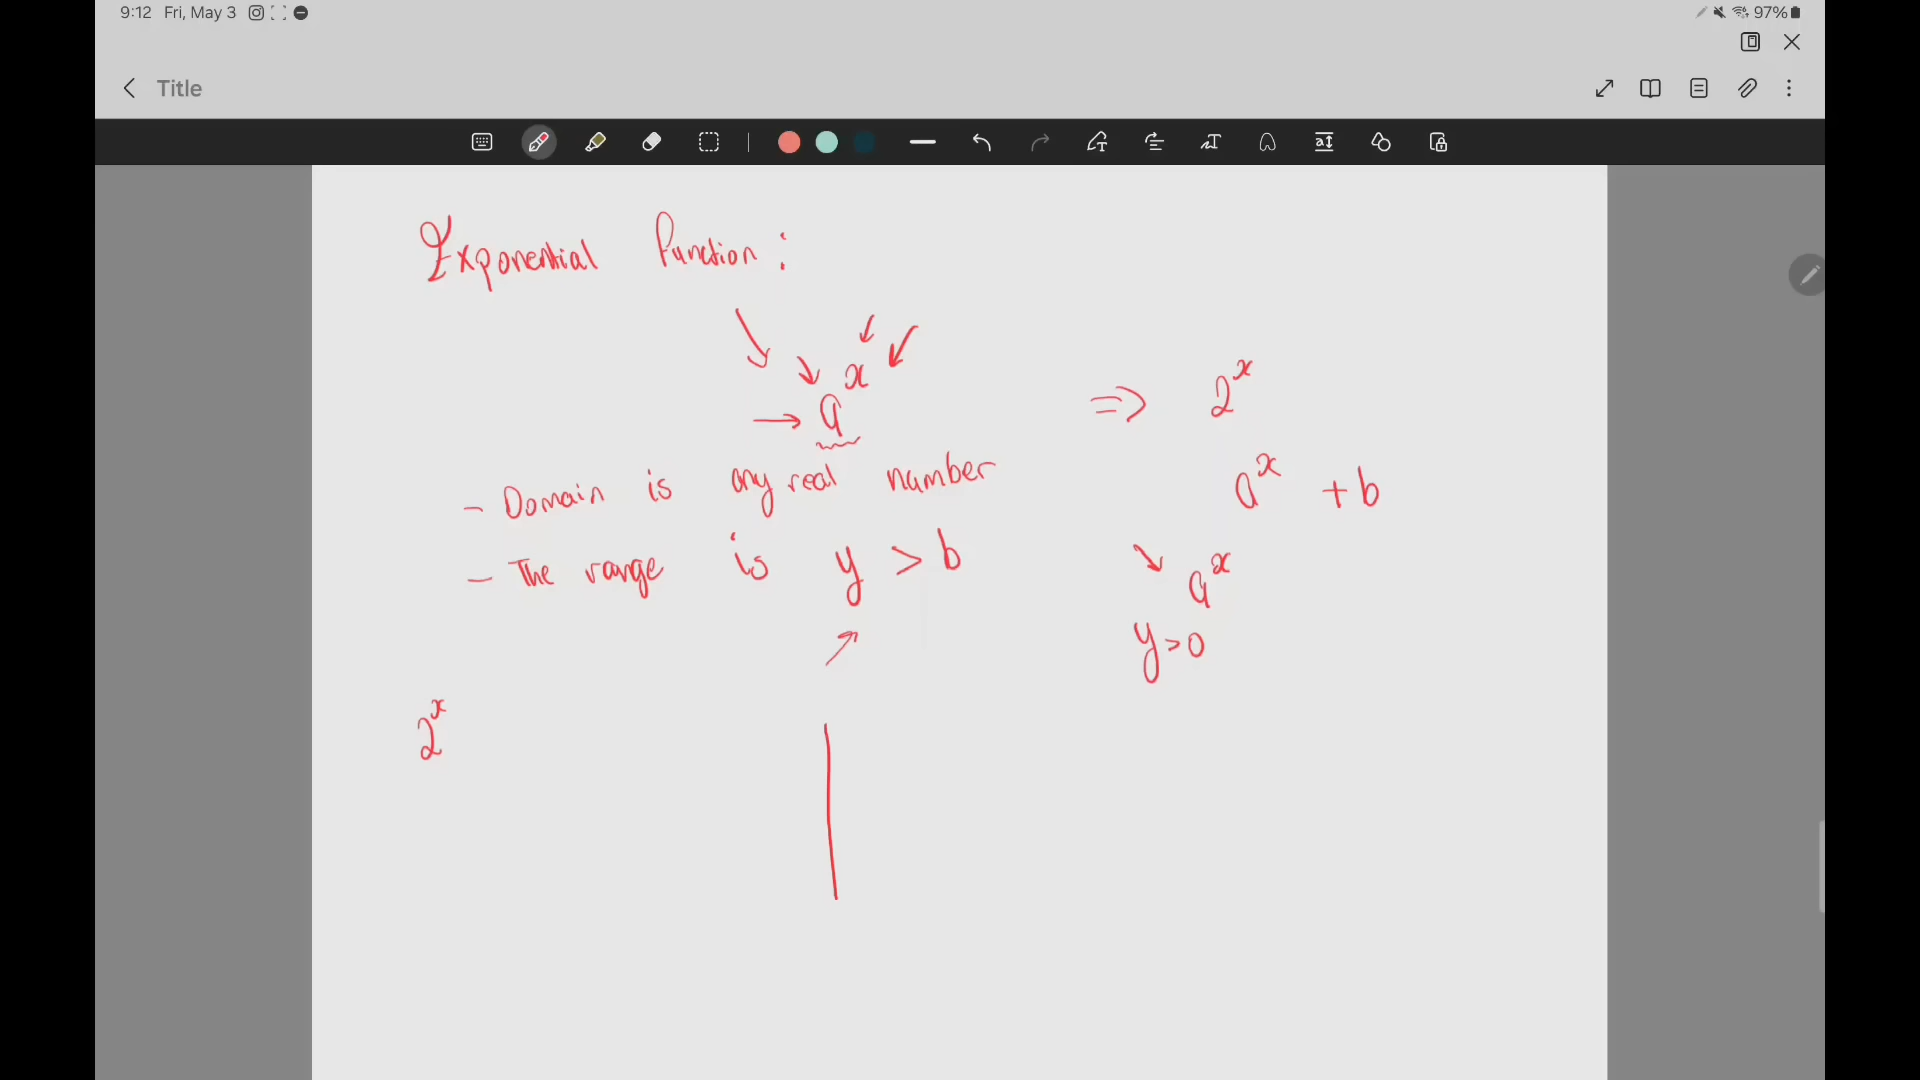 9:12 Fri, May 3 97%
Title
Exponential Function:
a^x => 2^x
- Domain is any real number a^x + b
- The range is y > b a^x
y > 0
2^x